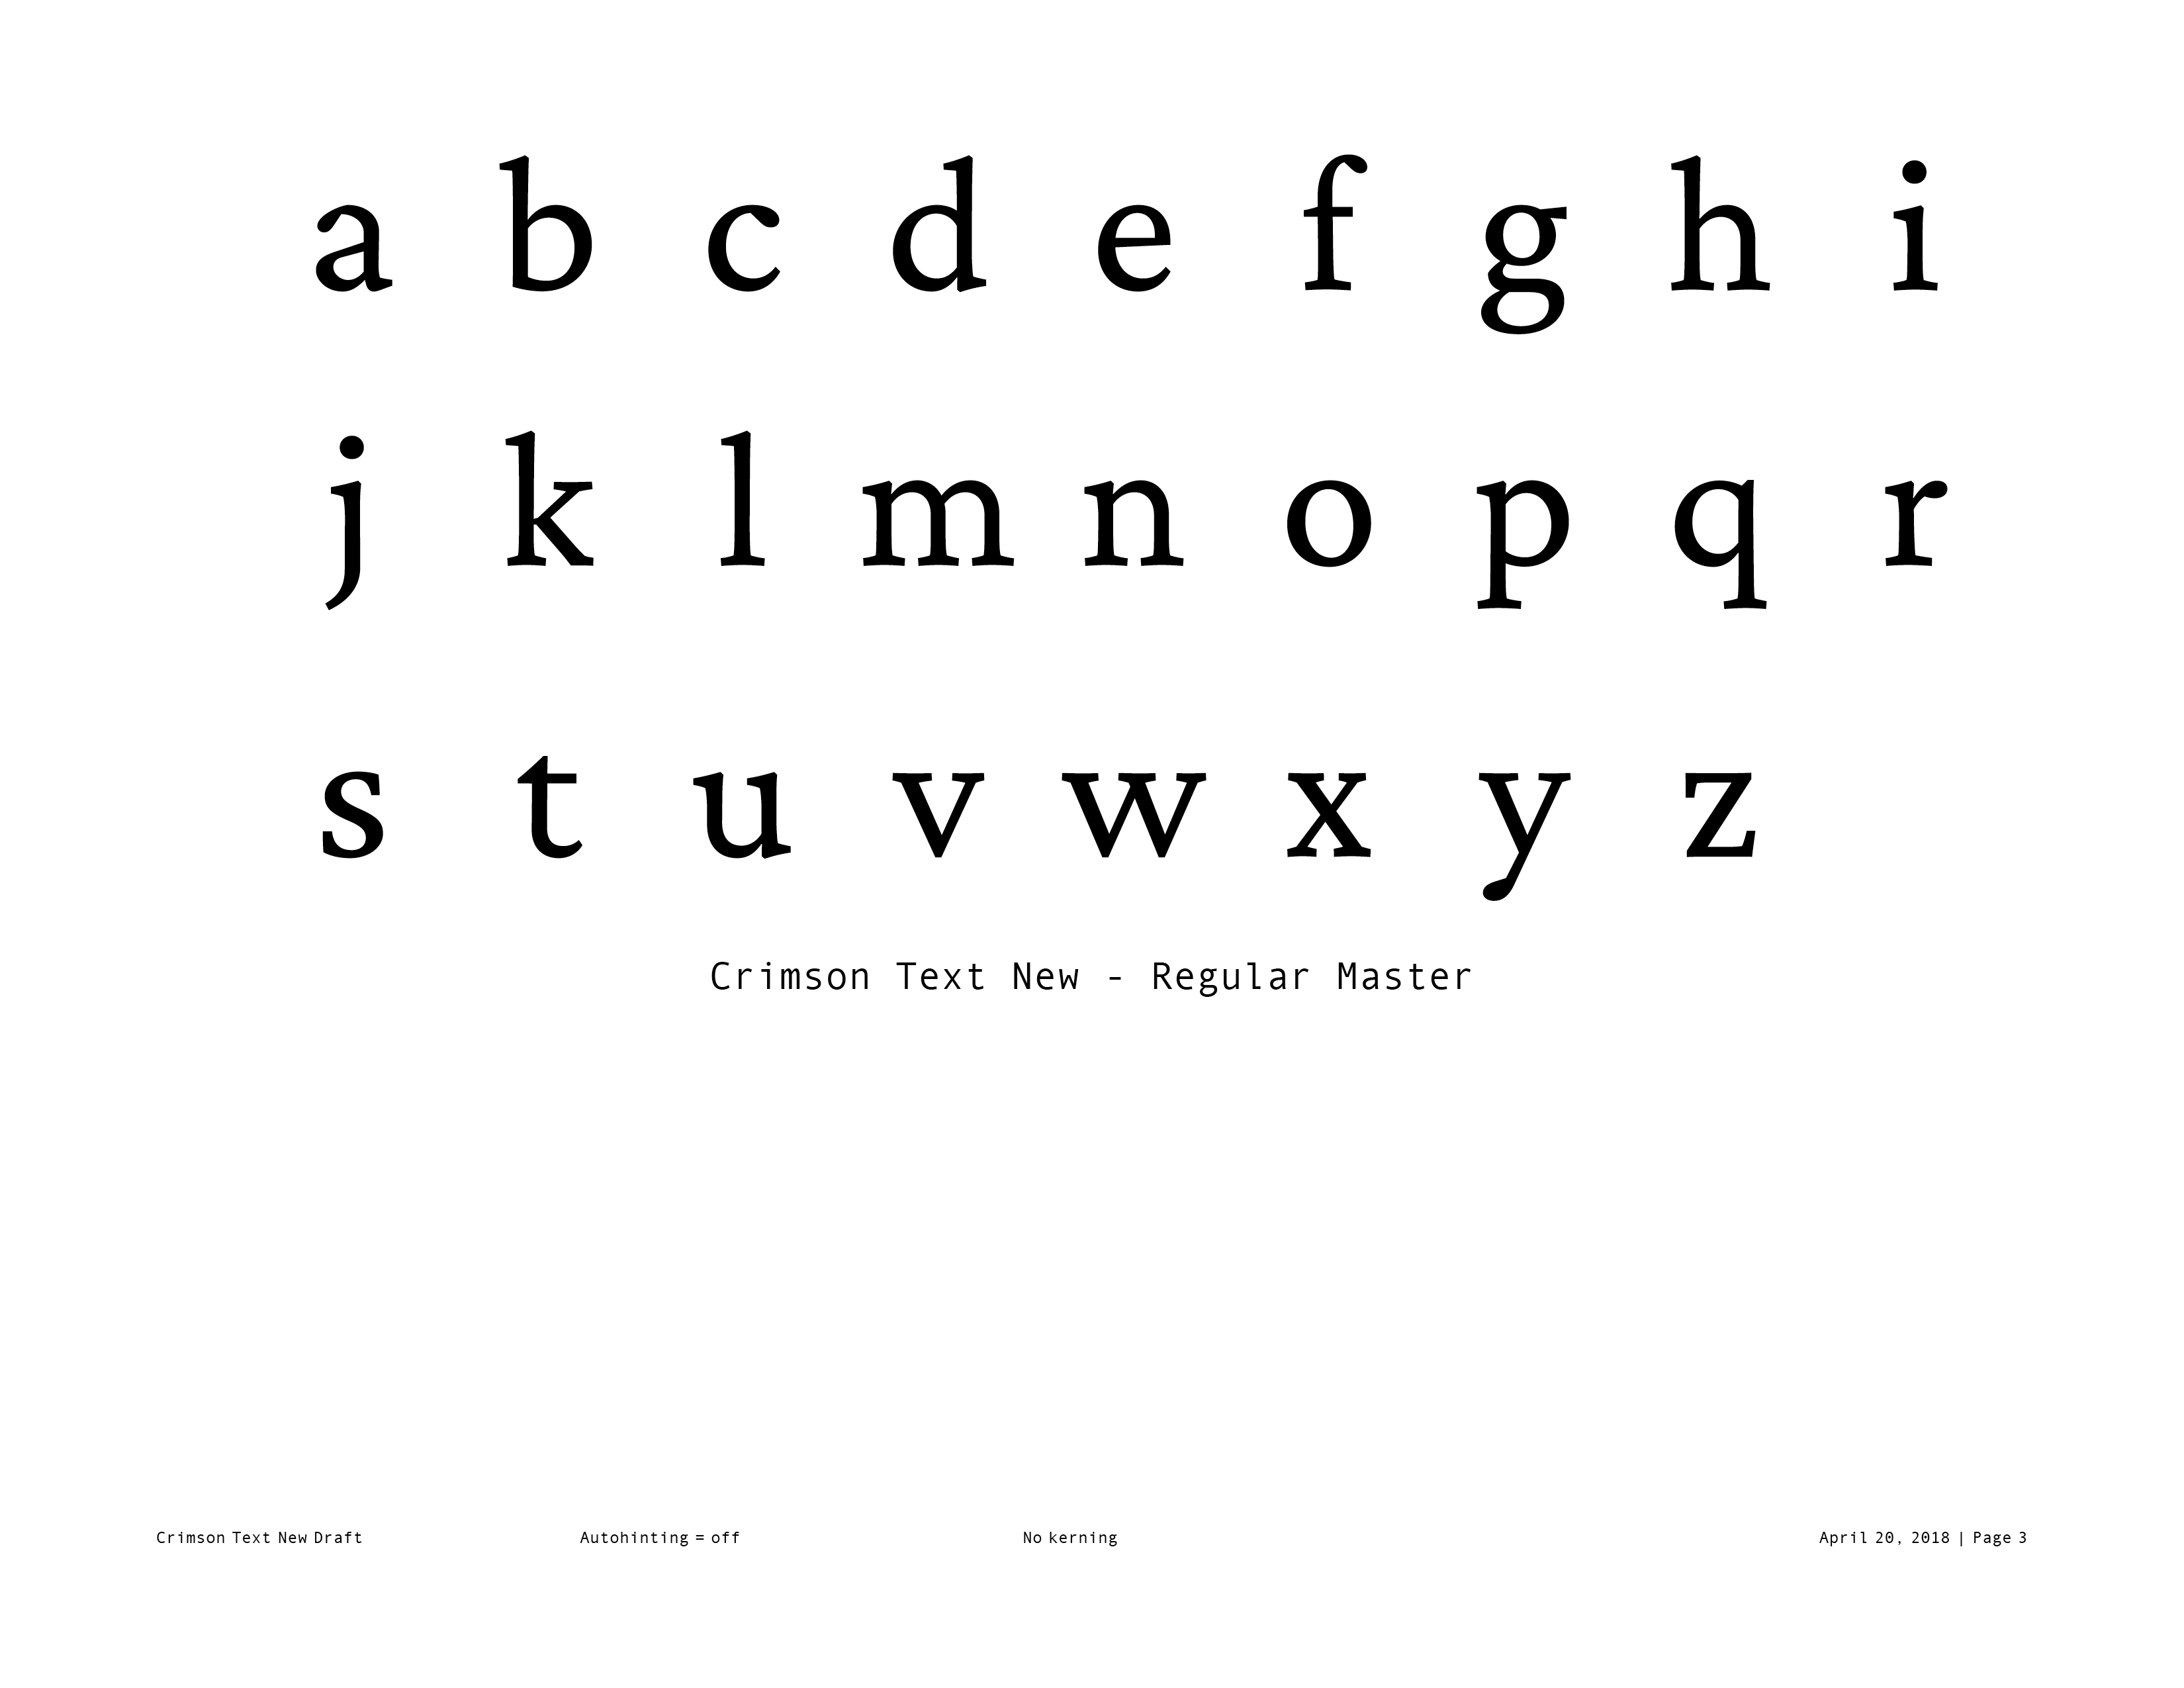 a b c d e f g h i
j k l m n o p q r
s t u v w x y z
Crimson Text New - Regular Master
Crimson Text New Draft Autohinting = off No kerning April 20, 2018 | Page 3